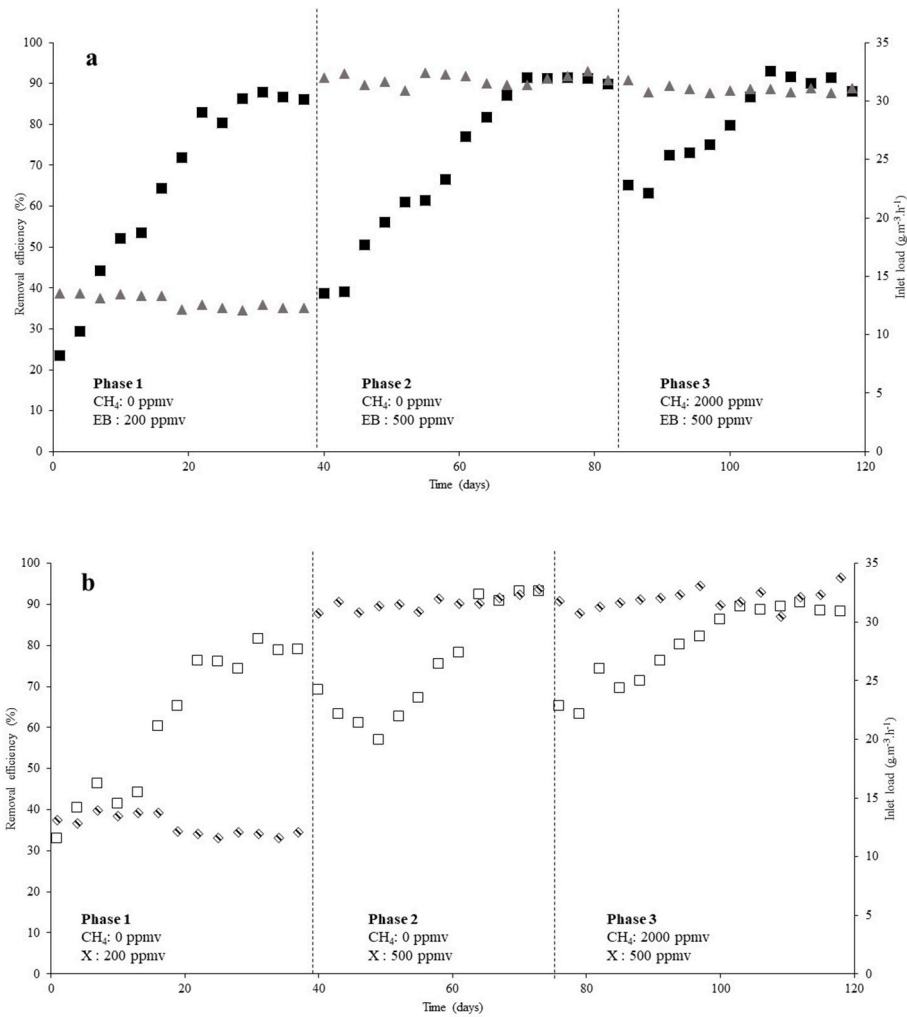 a
100
90
80
70
60
50
40
30
20
10
0
Removal efficiency (%)
35
30
25
20
15
10
5
0
Inlet load (g.m⁻³.h⁻¹)
Phase 1
CH₄: 0 ppmv
EB : 200 ppmv
Phase 2
CH₄: 0 ppmv
EB : 500 ppmv
Phase 3
CH₄: 2000 ppmv
EB : 500 ppmv
0 20 40 60 80 100 120
Time (days)
b
100
90
80
70
60
50
40
30
20
10
0
Removal efficiency (%)
35
30
25
20
15
10
5
0
Inlet load (g.m⁻³.h⁻¹)
Phase 1
CH₄: 0 ppmv
X : 200 ppmv
Phase 2
CH₄: 0 ppmv
X : 500 ppmv
Phase 3
CH₄: 2000 ppmv
X : 500 ppmv
0 20 40 60 80 100 120
Time (days)